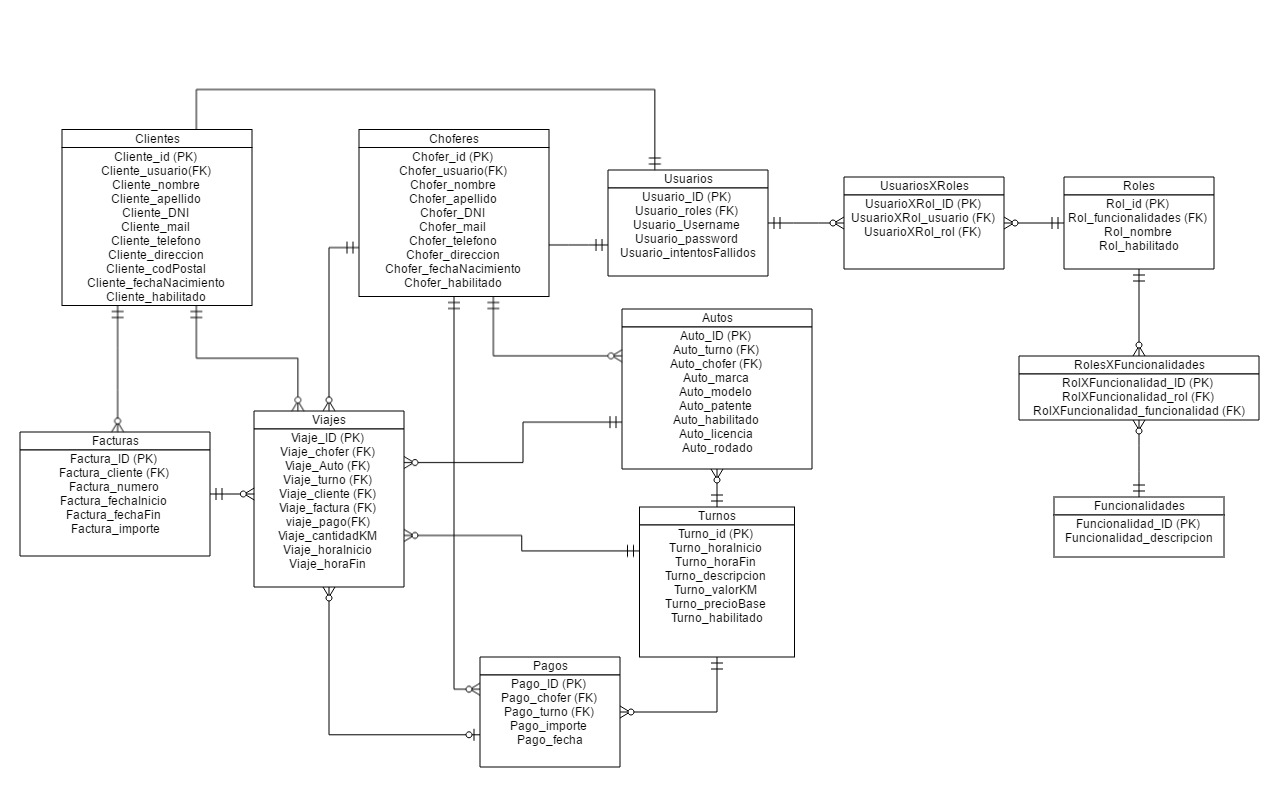 Clientes
Cliente_id (PK)
Cliente_usuario(FK)
Cliente_nombre
Cliente_apellido
Cliente_DNI
Cliente_mail
Cliente_telefono
Cliente_direccion
Cliente_codPostal
Cliente_fechaNacimiento
Cliente_habilitado
Choferes
Chofer_id (PK)
Chofer_usuario(FK)
Chofer_nombre
Chofer_apellido
Chofer_DNI
Chofer_mail
Chofer_telefono
Chofer_direccion
Chofer_fechaNacimiento
Chofer_habilitado
Usuarios
Usuario_ID (PK)
Usuario_roles (FK)
Usuario_Username
Usuario_password
Usuario_intentosFallidos
UsuariosXRoles
UsuarioXRol_ID (PK)
UsuarioXRol_usuario (FK)
UsuarioXRol_rol (FK)
Roles
Rol_id (PK)
Rol_funcionalidades (FK)
Rol_nombre
Rol_habilitado
Autos
Auto_ID (PK)
Auto_turno (FK)
Auto_chofer (FK)
Auto_marca
Auto_modelo
Auto_patente
Auto_habilitado
Auto_licencia
Auto_rodado
RolesXFuncionalidades
RolXFuncionalidad_ID (PK)
RolXFuncionalidad_rol (FK)
RolXFuncionalidad_funcionalidad (FK)
Facturas
Factura_ID (PK)
Factura_cliente (FK)
Factura_numero
Factura_fechaInicio
Factura_fechaFin
Factura_importe
Viajes
Viaje_ID (PK)
Viaje_chofer (FK)
Viaje_Auto (FK)
Viaje_turno (FK)
Viaje_cliente (FK)
Viaje_factura (FK)
viaje_pago(FK)
Viaje_cantidadKM
Viaje_horaInicio
Viaje_horaFin
Turnos
Turno_id (PK)
Turno_horaInicio
Turno_horaFin
Turno_descripcion
Turno_valorKM
Turno_precioBase
Turno_habilitado
Funcionalidades
Funcionalidad_ID (PK)
Funcionalidad_descripcion
Pagos
Pago_ID (PK)
Pago_chofer (FK)
Pago_turno (FK)
Pago_importe
Pago_fecha